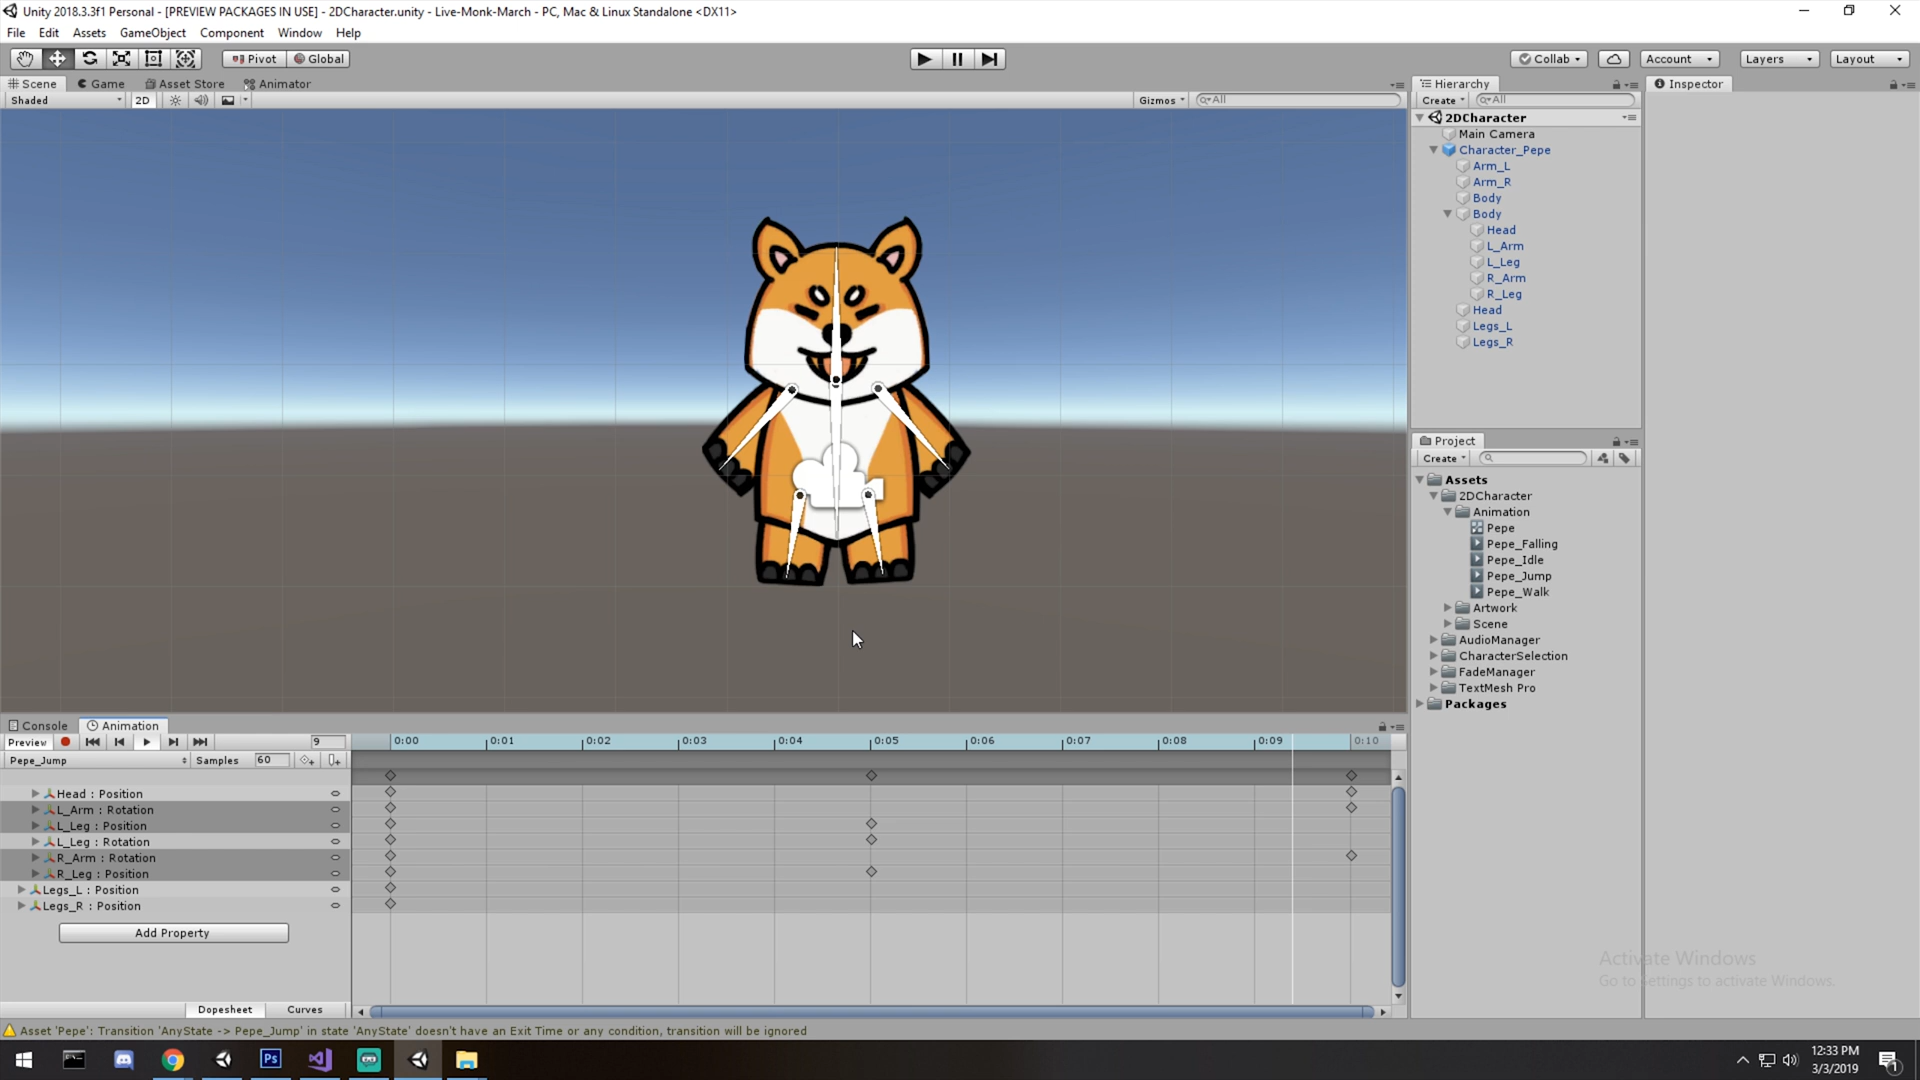 Unity 2018.3.3f1 Personal - [PREVIEW PACKAGES IN USE] - 2DCharacter.unity - Live-Monk-March - PC, Mac & Linux Standalone <DX11>
File Edit Assets GameObject Component Window Help
Pivot Global Collab Account Layers Layout
Scene Game Asset Store Animator
Shaded 2D Gizmos All
Hierarchy
Create All
2DCharacter
Main Camera
Character_Pepe
Arm_L
Arm_R
Body
Body
Head
L_Arm
L_Leg
R_Arm
R_Leg
Head
Legs_L
Legs_R
Inspector
Project
Create
Assets
2DCharacter
Animation
Pepe
Pepe_Falling
Pepe_Idle
Pepe_Jump
Pepe_Walk
Artwork
Scene
AudioManager
CharacterSelection
FadeManager
TextMesh Pro
Packages
Console Animation
Preview 9 0:00 0:01 0:02 0:03 0:04 0:05 0:06 0:07 0:08 0:09 0:10
Pepe_Jump Samples 60
Head : Position
L_Arm : Rotation
L_Leg : Position
L_Leg : Rotation
R_Arm : Rotation
R_Leg : Position
Legs_L : Position
Legs_R : Position
Add Property
Dopesheet Curves
Activate Windows
Go to Settings to activate Windows.
Asset 'Pepe': Transition 'AnyState -> Pepe_Jump' in state 'AnyState' doesn't have an Exit Time or any condition, transition will be ignored
Ps
12:33 PM
3/3/2019
1